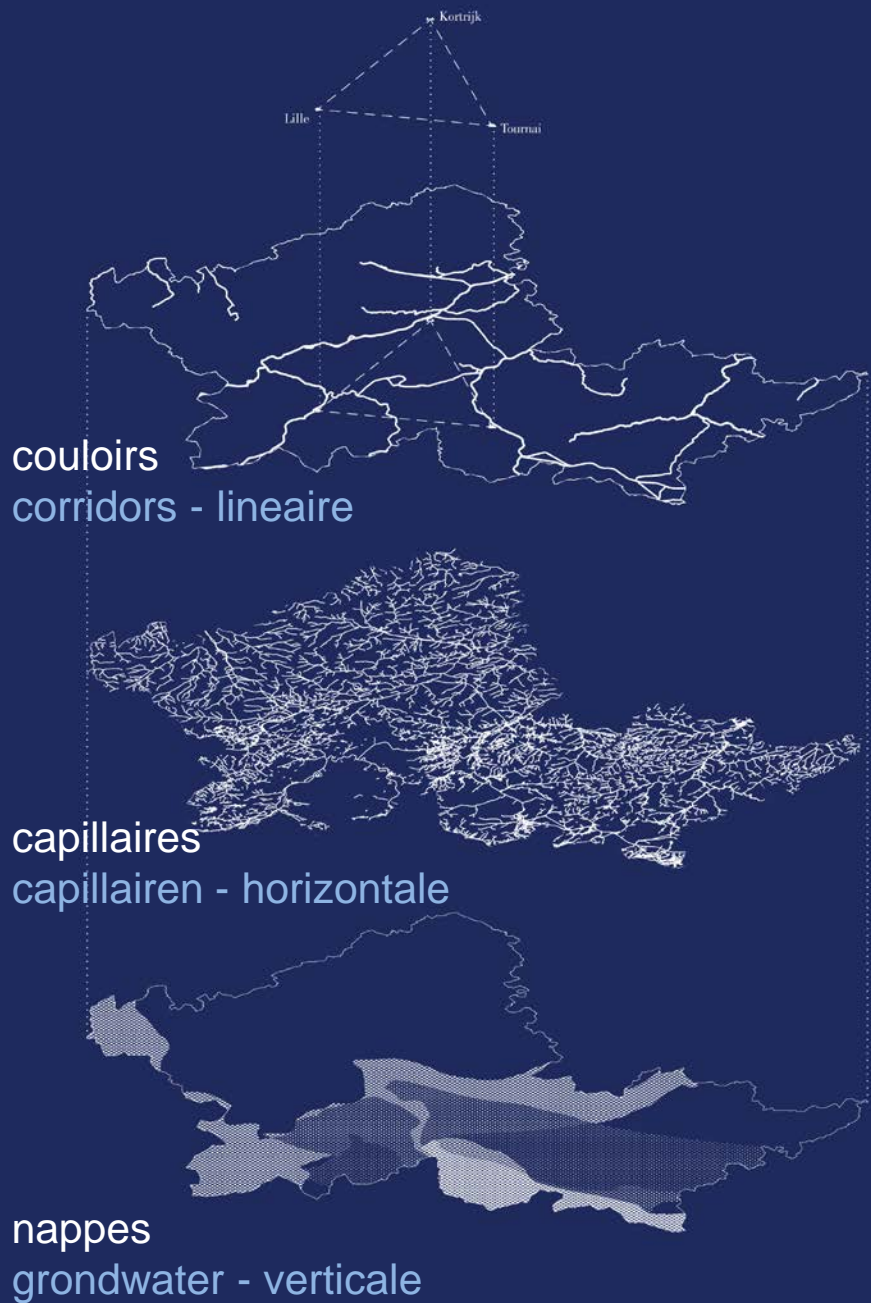 Kortrijk
Lille
Tournai
couloirs
corridors - lineaire
capillaires
capillairen - horizontale
nappes
grondwater - verticale